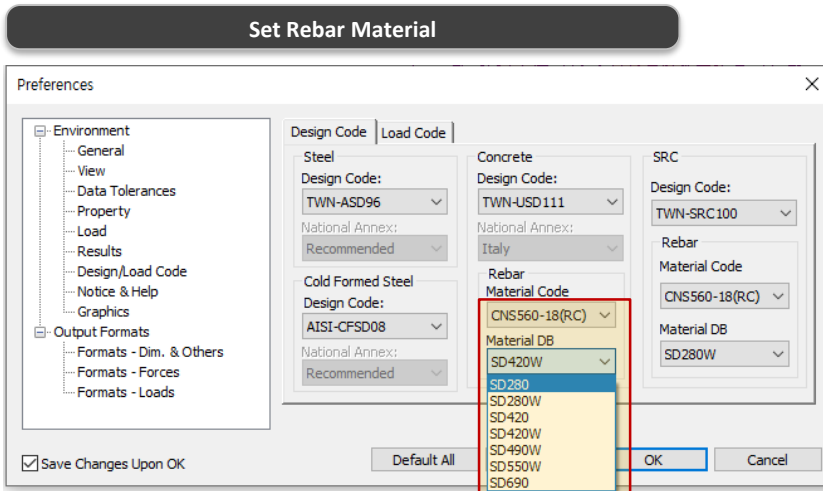 Set Rebar Material
Preferences
Environment
General
View
Data Tolerances
Property
Load
Results
Design/Load Code
Notice & Help
Graphics
Output Formats
Formats - Dim. & Others
Formats - Forces
Formats - Loads
Design Code
Load Code
Steel
Design Code:
TWN-ASD96
National Annex:
Recommended
Cold Formed Steel
Design Code:
AISI-CFSD08
National Annex:
Recommended
Concrete
Design Code:
TWN-USD111
National Annex:
Italy
Rebar
Material Code
CNS560-18(RC)
Material DB
SD420W
SD280
SD280W
SD420
SD420W
SD490W
SD550W
SD690
SRC
Design Code:
TWN-SRC100
Rebar
Material Code
CNS560-18(RC)
Material DB
SD280W
Save Changes Upon OK
Default All
OK
Cancel